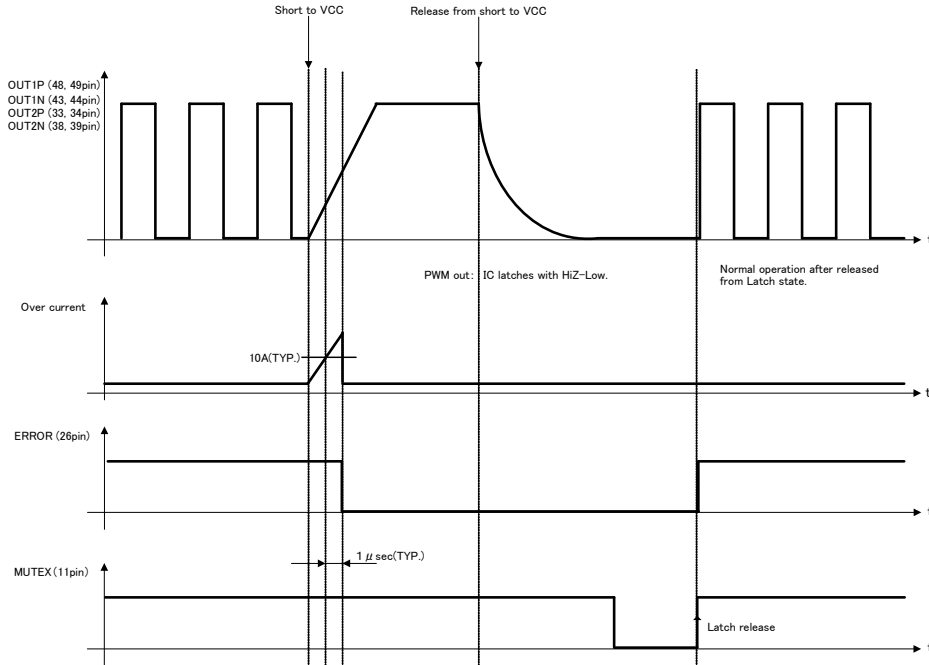 Short to VCC
Release from short to VCC
OUT1P (48, 49pin)
OUT1N (43, 44pin)
OUT2P (33, 34pin)
OUT2N (38, 39pin)
t
PWM out: IC latches with HiZ-Low.
Normal operation after released
from Latch state.
Over current
10A(TYP.)
t
ERROR (26pin)
t
1 μ sec(TYP.)
MUTEX (11pin)
Latch release
t